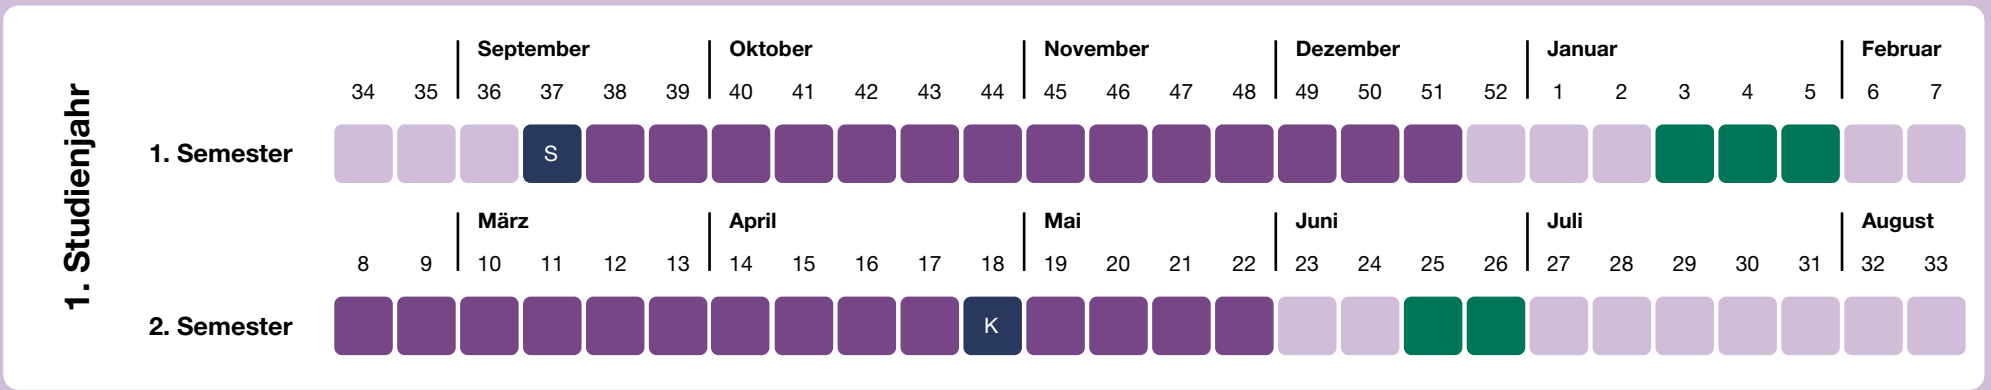 1. Studienjahr
September Oktober November Dezember Januar Februar
34 35 36 37 38 39 40 41 42 43 44 45 46 47 48 49 50 51 52 1 2 3 4 5 6 7
1. Semester S
März April Mai Juni Juli August
8 9 10 11 12 13 14 15 16 17 18 19 20 21 22 23 24 25 26 27 28 29 30 31 32 33
2. Semester K